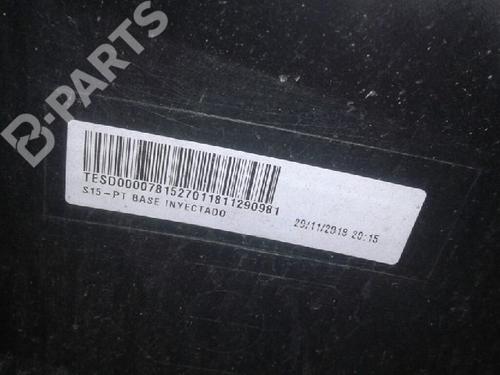 B-PARTS
TESD0000781527011811290981
S15-PT BASE INYECTADO
29/11/2018 20:15